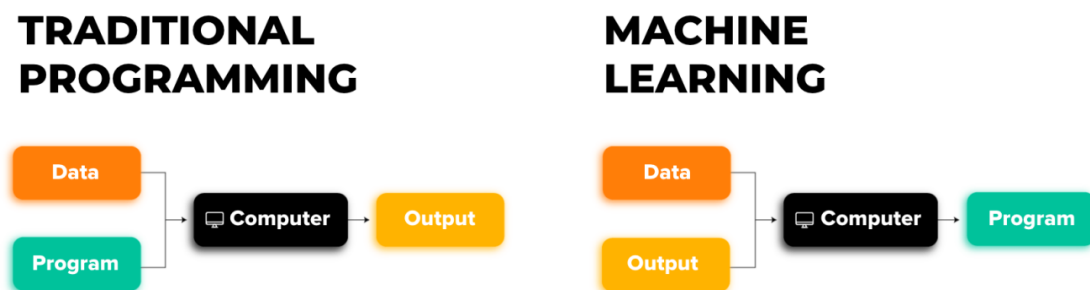 TRADITIONAL
PROGRAMMING
Data
Program
Computer
Output
MACHINE
LEARNING
Data
Output
Computer
Program